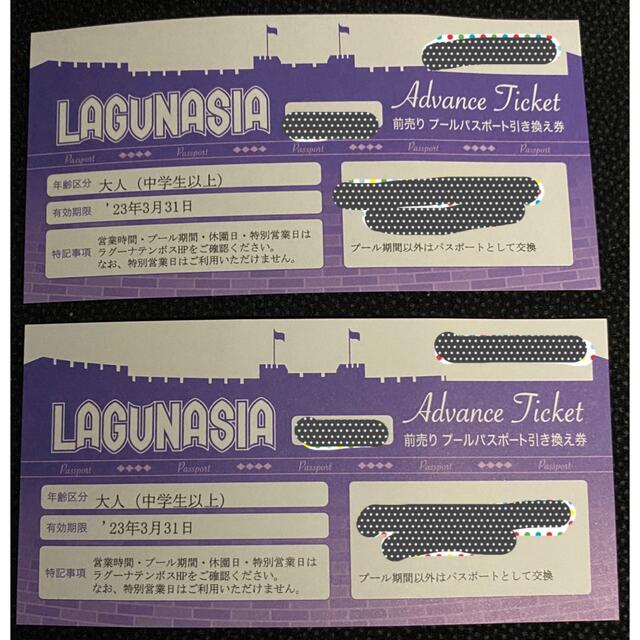 LAGUNASIA
Advance Ticket
前売り プールパスポート引き換え券
Passport Passport Passport Passport
年齢区分 大人（中学生以上）
有効期限 '23年3月31日
特記事項 営業時間・プール期間・休園日・特別営業日は
ラグーナテンボスHPをご確認ください。
なお、特別営業日はご利用いただけません。
プール期間以外はパスポートとして交換
LAGUNASIA
Advance Ticket
前売り プールパスポート引き換え券
Passport Passport Passport Passport
年齢区分 大人（中学生以上）
有効期限 '23年3月31日
特記事項 営業時間・プール期間・休園日・特別営業日は
ラグーナテンボスHPをご確認ください。
なお、特別営業日はご利用いただけません。
プール期間以外はパスポートとして交換